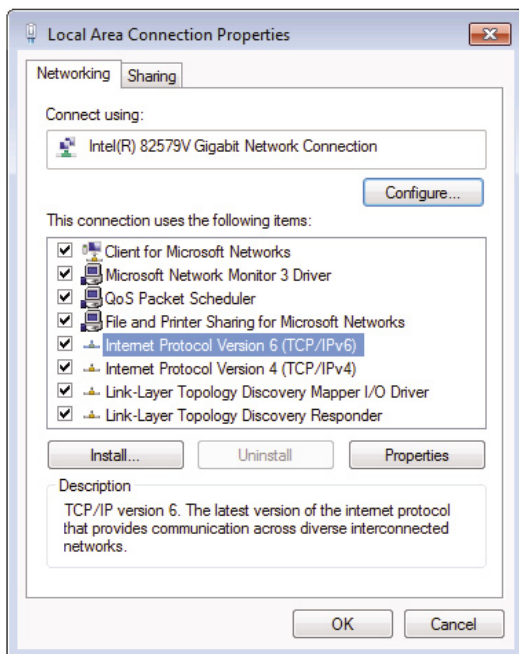 Local Area Connection Properties
Networking
Sharing
Connect using:
Intel(R) 82579V Gigabit Network Connection
Configure...
This connection uses the following items:
Client for Microsoft Networks
Microsoft Network Monitor 3 Driver
QoS Packet Scheduler
File and Printer Sharing for Microsoft Networks
Internet Protocol Version 6 (TCP/IPv6)
Internet Protocol Version 4 (TCP/IPv4)
Link-Layer Topology Discovery Mapper I/O Driver
Link-Layer Topology Discovery Responder
Install...
Uninstall
Properties
Description
TCP/IP version 6. The latest version of the internet protocol
that provides communication across diverse interconnected
networks.
OK
Cancel